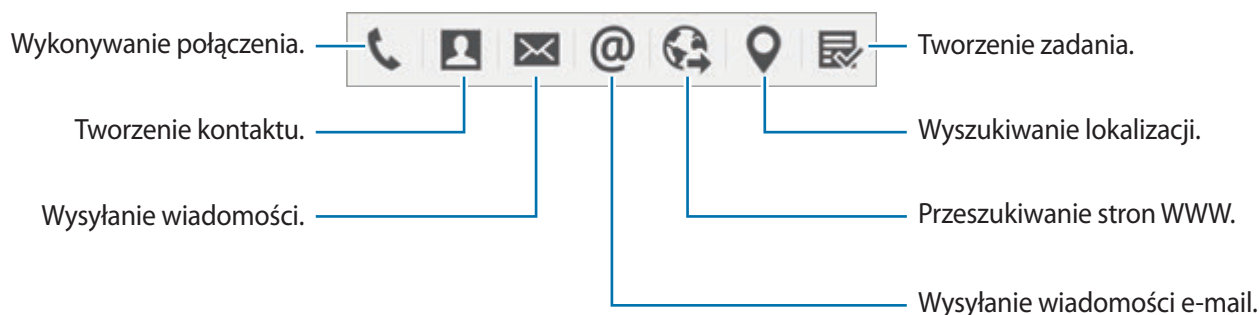 Wykonywanie połączenia.
Tworzenie zadania.
Tworzenie kontaktu.
Wyszukiwanie lokalizacji.
Wysyłanie wiadomości.
Przeszukiwanie stron WWW.
Wysyłanie wiadomości e-mail.